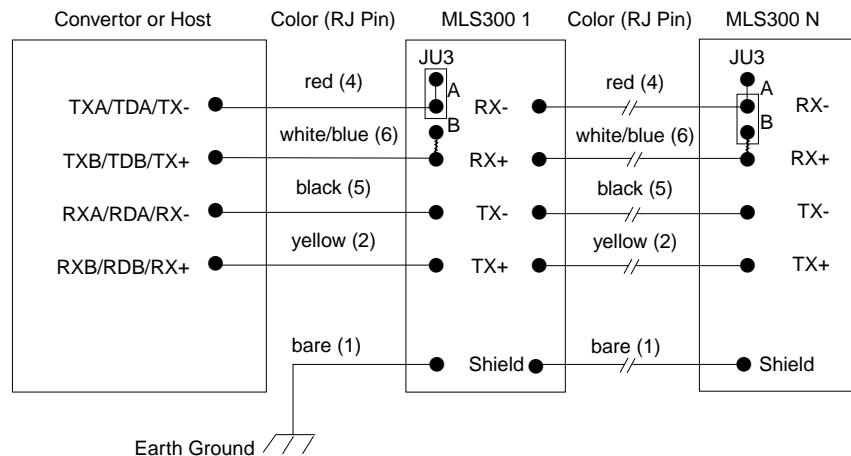 Convertor or Host Color (RJ Pin) MLS300 1 Color (RJ Pin) MLS300 N
JU3 JU3
red (4) A red (4) A
TXA/TDA/TX- RX- RX-
white/blue (6) B white/blue (6) B
TXB/TDB/TX+ RX+ RX+
black (5) black (5)
RXA/RDA/RX- TX- TX-
yellow (2) yellow (2)
RXB/RDB/RX+ TX+ TX+
bare (1) bare (1)
Shield Shield
Earth Ground